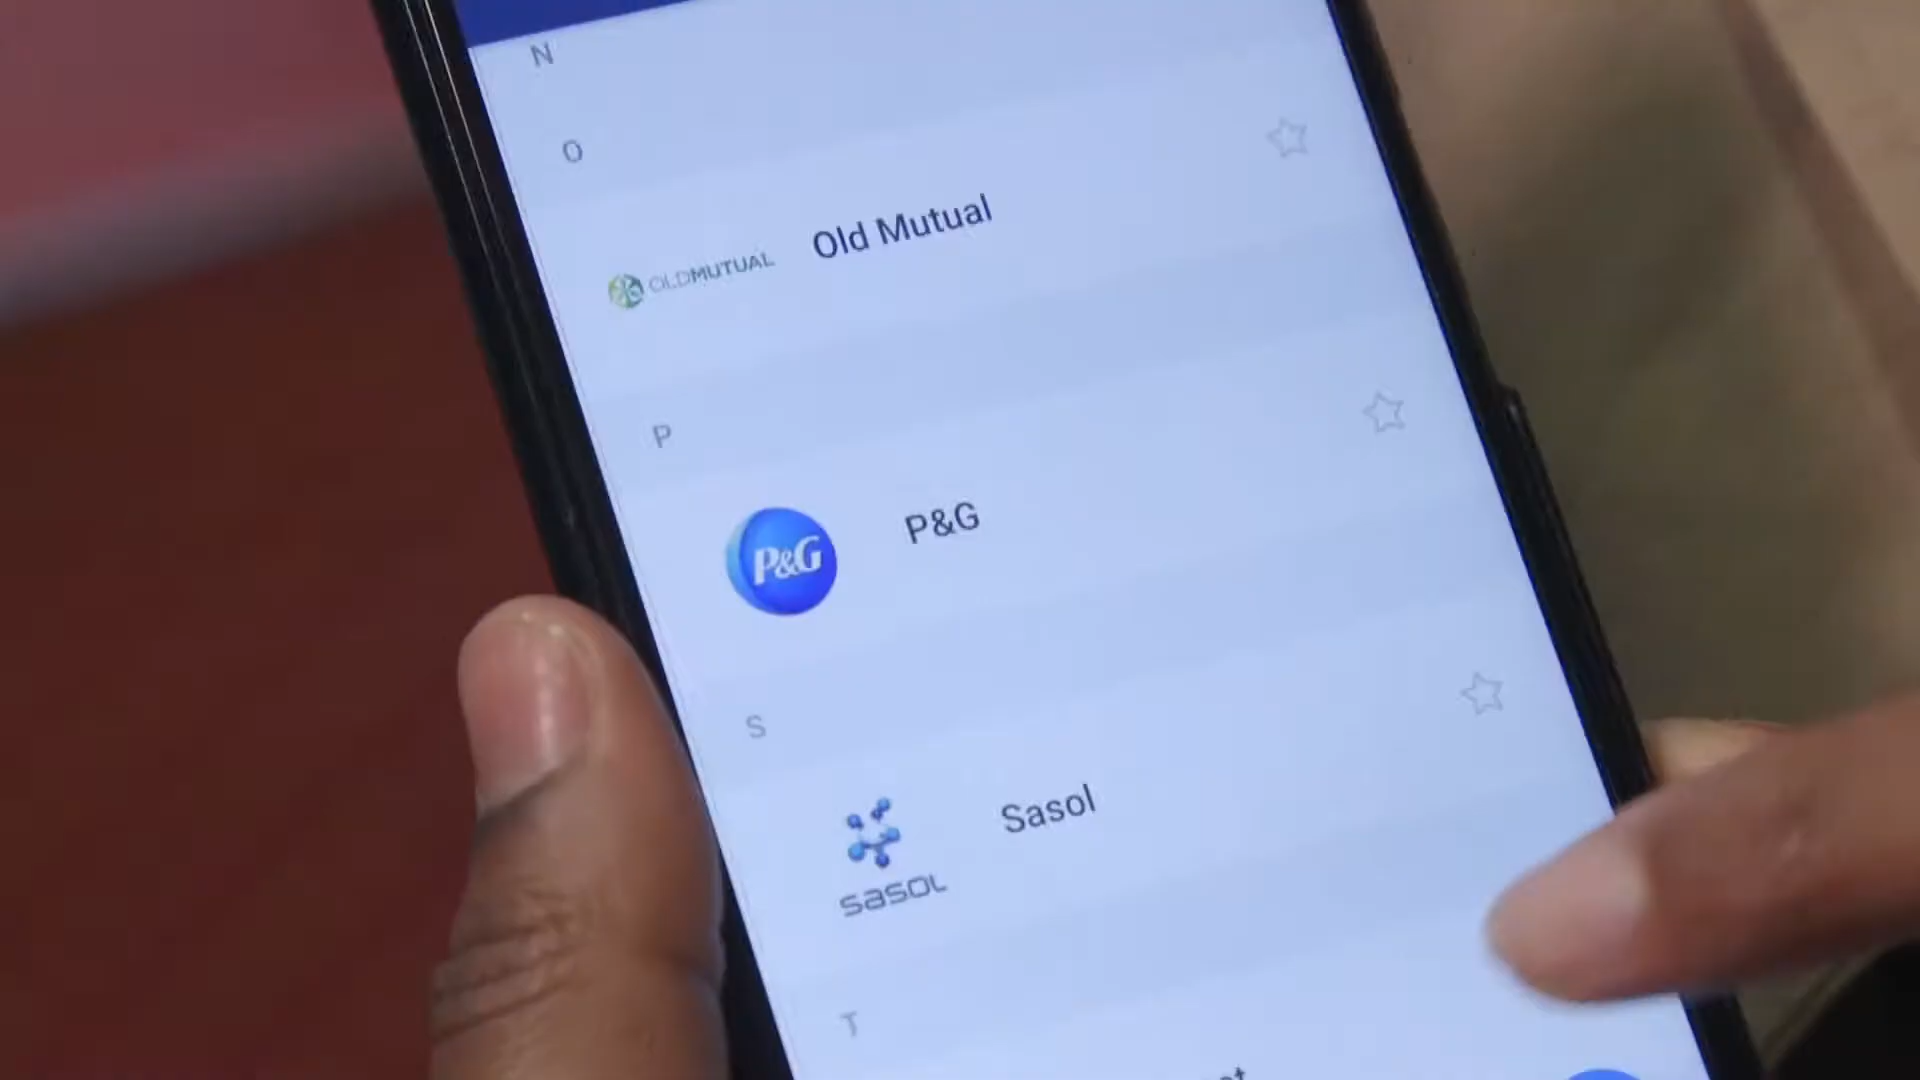 N
O
OLDMUTUAL
Old Mutual
P
P&G
P&G
S
Sasol
sasol
T